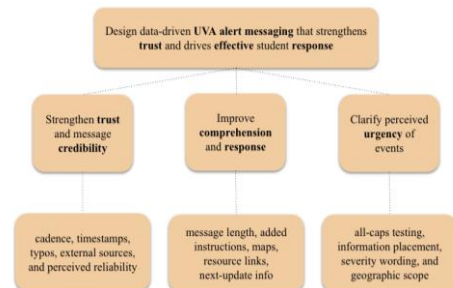 Design data-driven UVA alert messaging that strengthens
trust and drives effective student response
Strengthen trust
and message
credibility
Improve
comprehension
and response
Clarify perceived
urgency of
events
cadence, timestamps,
typos, external sources,
and perceived reliability
message length, added
instructions, maps,
resource links,
next-update info
all-caps testing,
information placement,
severity wording, and
geographic scope